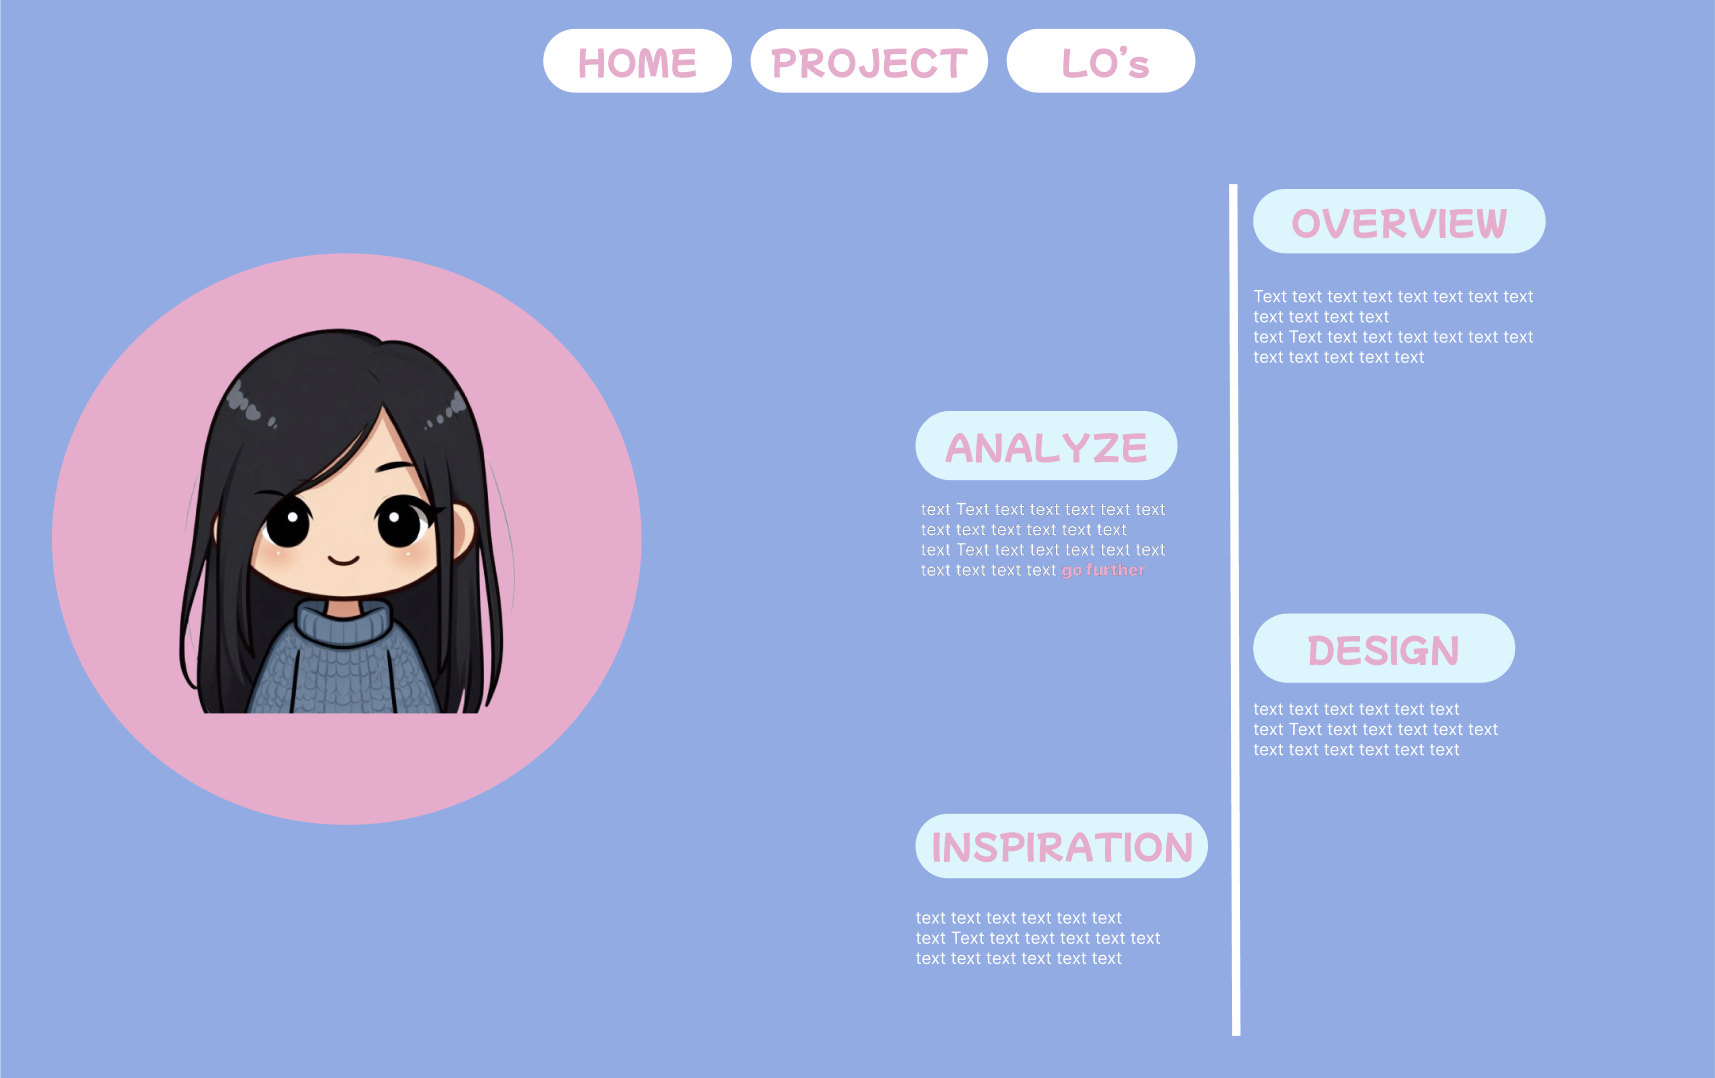 HOME
PROJECT
LO's
OVERVIEW
Text text text text text text text text
text text text text
text Text text text text text text text
text text text text text
ANALYZE
text Text text text text text text
text text text text text text
text Text text text text text text
text text text text go further
DESIGN
text text text text text text
text Text text text text text text
text text text text text text
INSPIRATION
text text text text text text
text Text text text text text text
text text text text text text